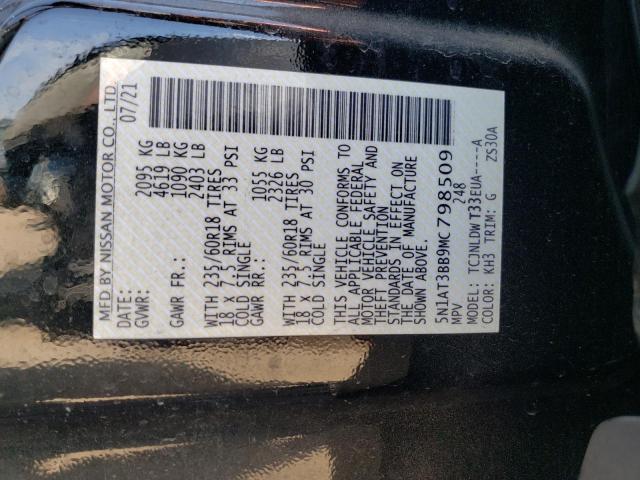 MFD BY NISSAN MOTOR CO., LTD.
DATE: 07/21
GVWR: 2095 KG
4619 LB
GAWR FR: 1090 KG
2403 LB
WITH 235/60R18 TIRES
18 x 7.5 RIMS AT 33 PSI
COLD SINGLE
GAWR RR: 1055 KG
2326 LB
WITH 235/60R18 TIRES
18 x 7.5 RIMS AT 30 PSI
COLD SINGLE
THIS VEHICLE CONFORMS TO
ALL APPLICABLE FEDERAL
MOTOR VEHICLE SAFETY AND
THEFT PREVENTION
STANDARDS IN EFFECT ON
THE DATE OF MANUFACTURE
SHOWN ABOVE.
5N1AT3BB9MC798509
MPV 248
MODEL: TCJNLDW T33EUA----A
COLOR: KH3 TRIM: G ZS30A